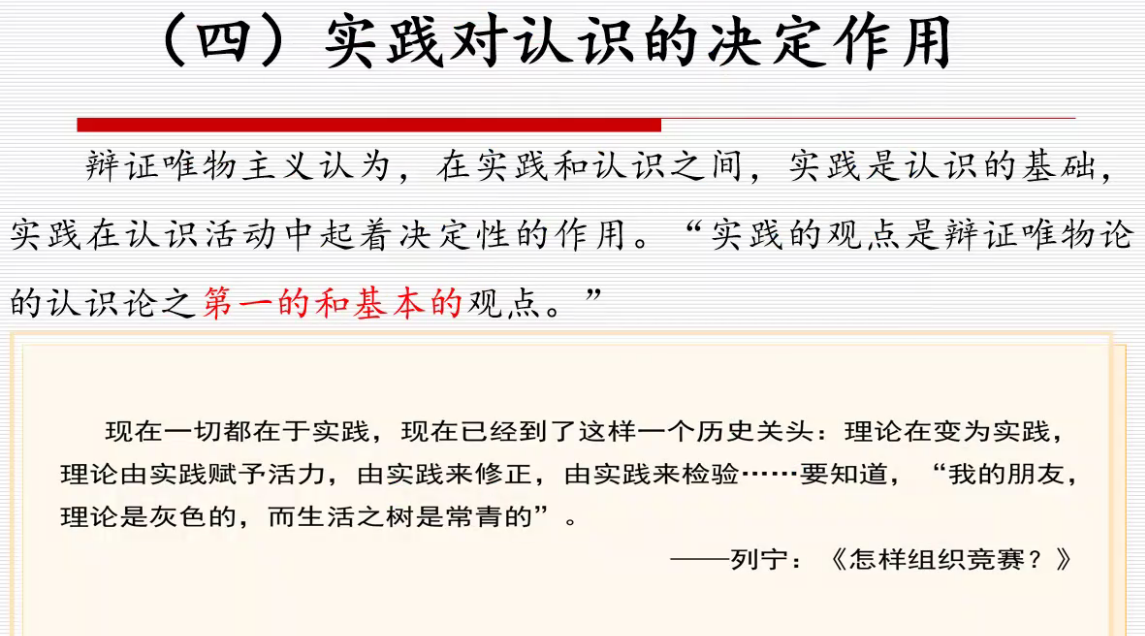 （四）实践对认识的决定作用
辩证唯物主义认为，在实践和认识之间，实践是认识的基础，
实践在认识活动中起着决定性的作用。“实践的观点是辩证唯物论
的认识论之第一的和基本的观点。”
现在一切都在于实践，现在已经到了这样一个历史关头：理论在变为实践，
理论由实践赋予活力，由实践来修正，由实践来检验……要知道，“我的朋友，
理论是灰色的，而生活之树是常青的”。
——列宁：《怎样组织竞赛？》